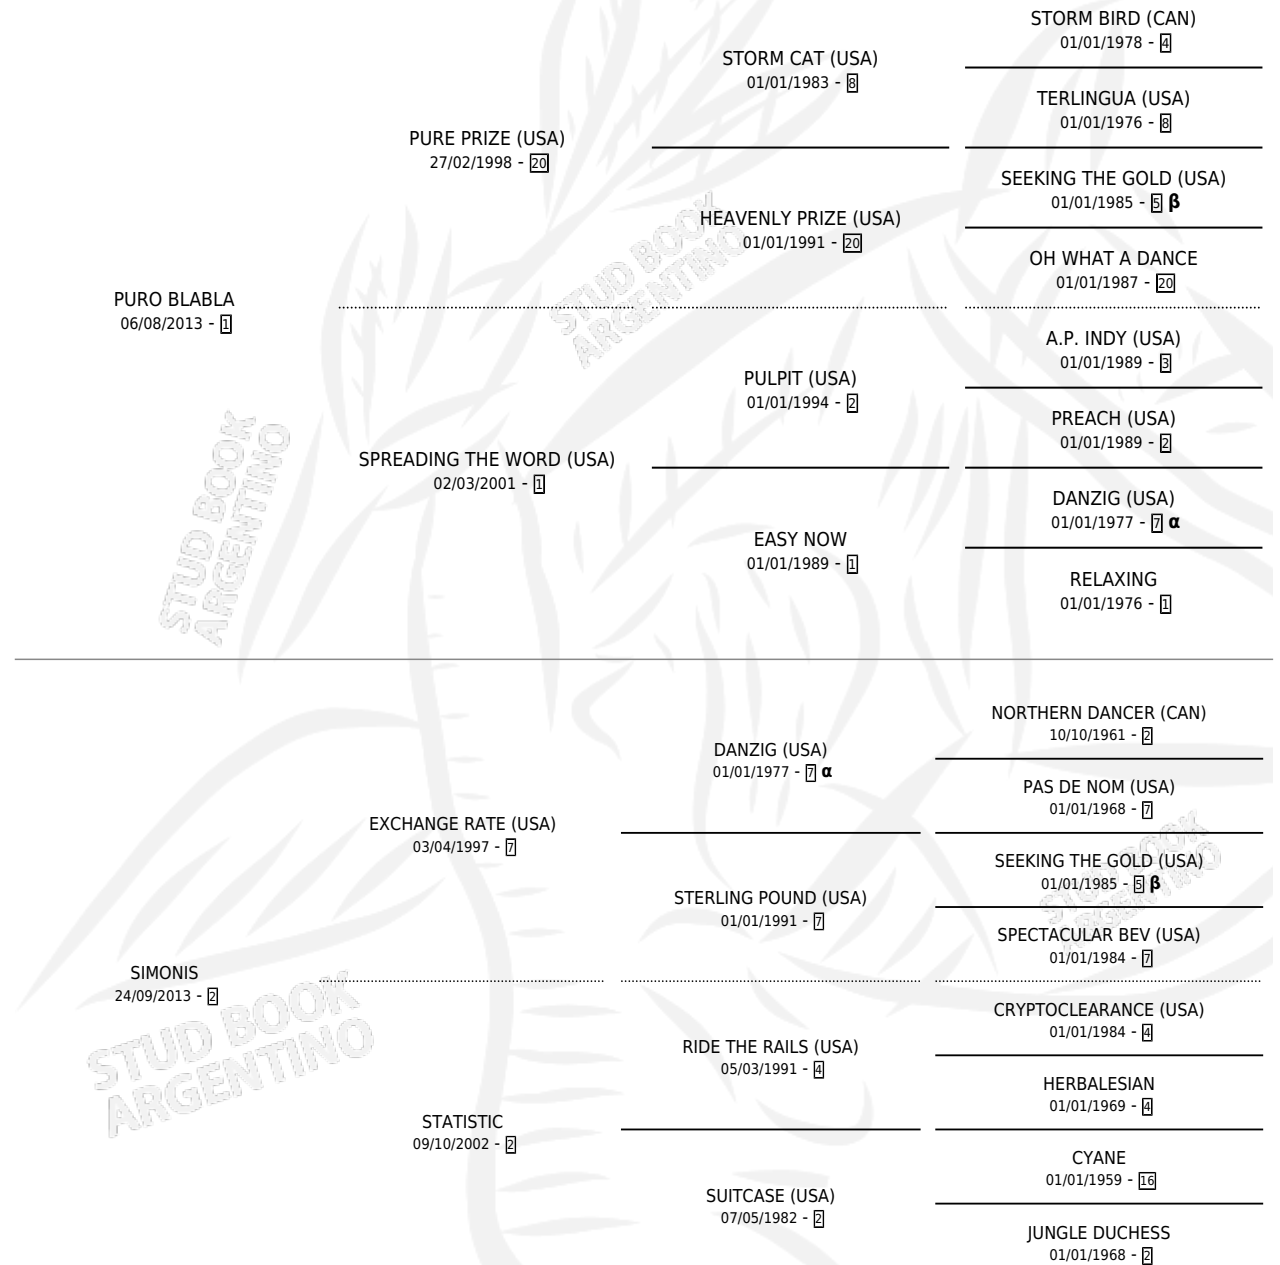 STORM BIRD (CAN)
01/01/1978 - 4
STORM CAT (USA)
01/01/1983 - 8
TERLINGUA (USA)
01/01/1976 - 8
PURE PRIZE (USA)
27/02/1998 - 20
SEEKING THE GOLD (USA)
01/01/1985 - 5 β
HEAVENLY PRIZE (USA)
01/01/1991 - 20
OH WHAT A DANCE
01/01/1987 - 20
PURO BLABLA
06/08/2013 - 1
A.P. INDY (USA)
01/01/1989 - 3
PULPIT (USA)
01/01/1994 - 2
PREACH (USA)
01/01/1989 - 2
SPREADING THE WORD (USA)
02/03/2001 - 1
DANZIG (USA)
01/01/1977 - 7 α
EASY NOW
01/01/1989 - 1
RELAXING
01/01/1976 - 1
NORTHERN DANCER (CAN)
10/10/1961 - 2
DANZIG (USA)
01/01/1977 - 7 α
PAS DE NOM (USA)
01/01/1968 - 7
EXCHANGE RATE (USA)
03/04/1997 - 7
SEEKING THE GOLD (USA)
01/01/1985 - 5 β
STERLING POUND (USA)
01/01/1991 - 7
SPECTACULAR BEV (USA)
01/01/1984 - 7
SIMONIS
24/09/2013 - 2
CRYPTOCLEARANCE (USA)
01/01/1984 - 4
RIDE THE RAILS (USA)
05/03/1991 - 4
HERBALESIAN
01/01/1969 - 4
STATISTIC
09/10/2002 - 2
CYANE
01/01/1959 - 16
SUITCASE (USA)
07/05/1982 - 2
JUNGLE DUCHESS
01/01/1968 - 2
STUD BOOK
ARGENTINO
STUD BOOK
ARGENTINO
STUD BOOK
ARGENTINO
STUD BOOK
ARGENTINO